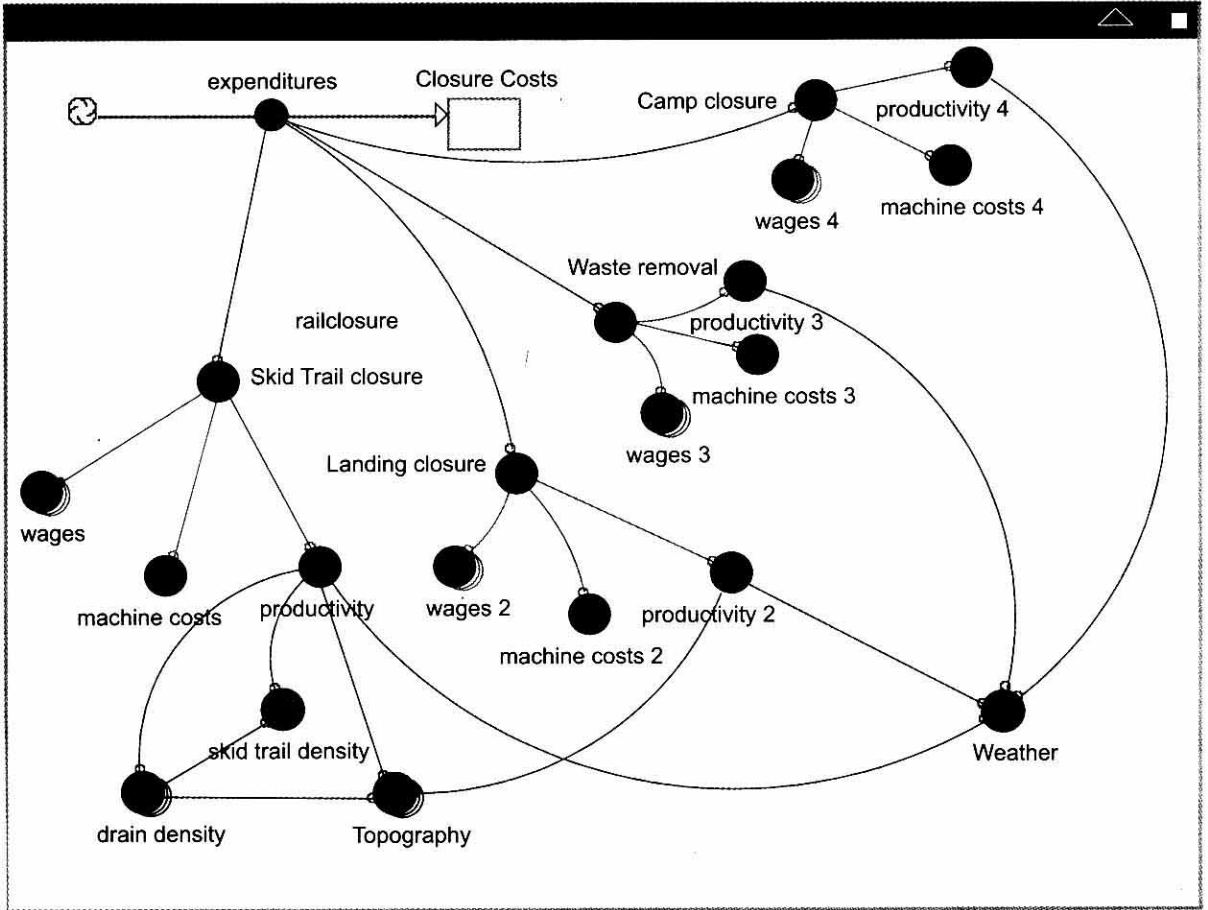 expenditures
Closure Costs
Camp closure
productivity 4
wages 4
machine costs 4
Waste removal
productivity 3
machine costs 3
wages 3
railclosure
Skid Trail closure
Landing closure
wages
machine costs
productivity
wages 2
machine costs 2
productivity 2
skid trail density
Weather
drain density
Topography